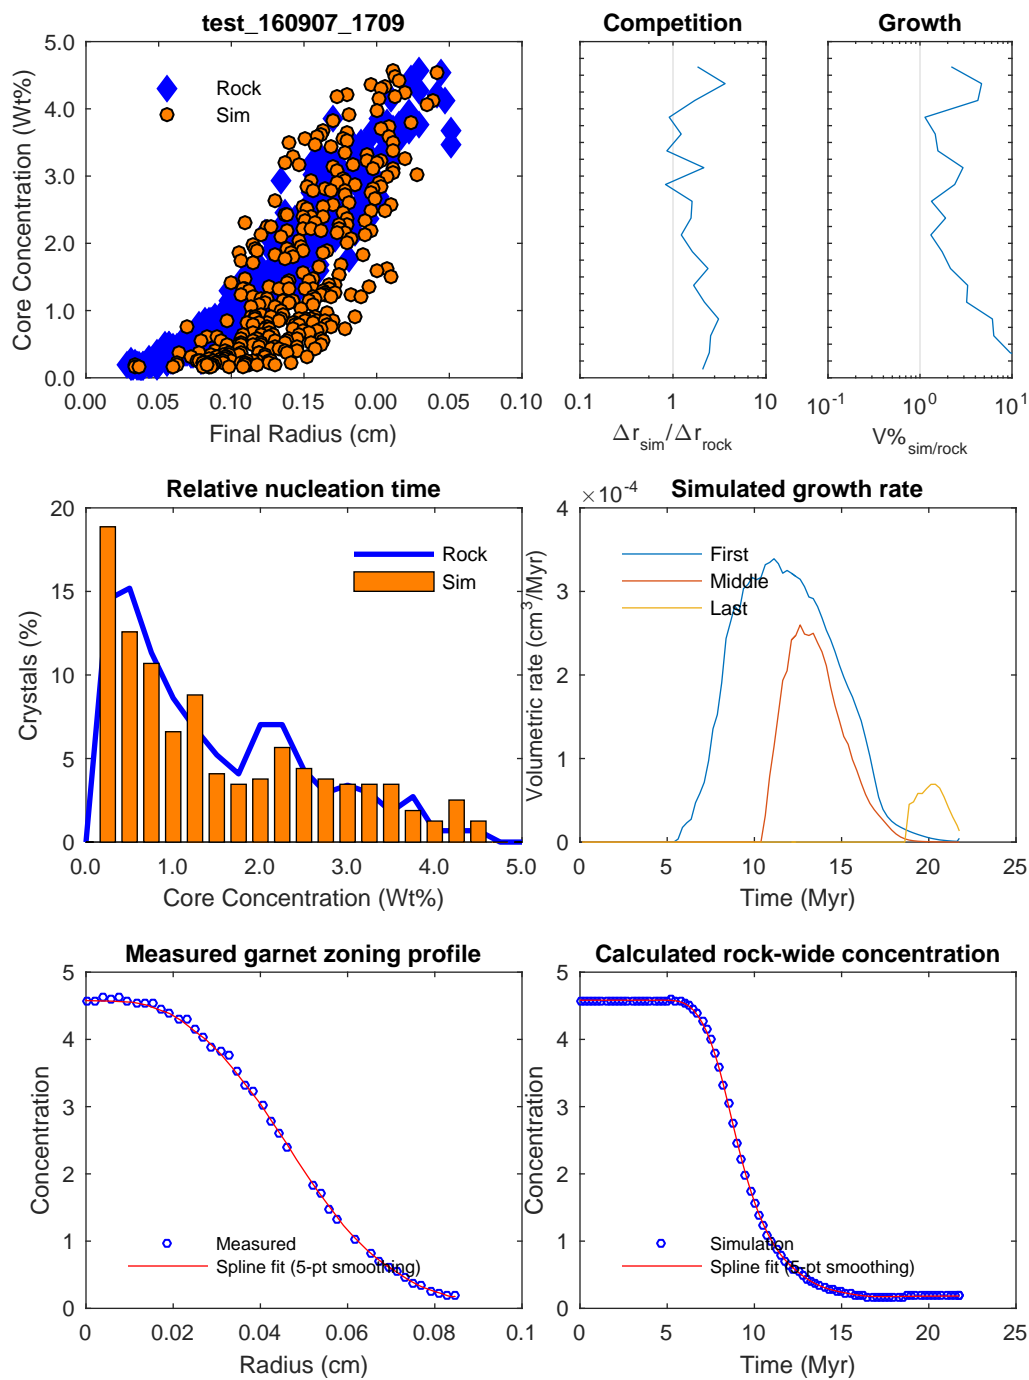 test_160907_1709
Competition
Growth
5.0
4.0
3.0
2.0
1.0
0.0
Core Concentration (Wt%)
Rock
Sim
0.00 0.05 0.10 0.15 0.00 0.05 0.10
Final Radius (cm)
0.1 1 10
Δr_sim/Δr_rock
10^-1 10^0 10^1
V%_sim/rock
Relative nucleation time
20
15
10
5
0
Crystals (%)
Rock
Sim
0.0 1.0 2.0 3.0 4.0 5.0
Core Concentration (Wt%)
Simulated growth rate
×10^-4
4
3
2
1
0
Volumetric rate (cm^3/Myr)
First
Middle
Last
0 5 10 15 20 25
Time (Myr)
Measured garnet zoning profile
5
4
3
2
1
0
Concentration
Measured
Spline fit (5-pt smoothing)
0 0.02 0.04 0.06 0.08 0.1
Radius (cm)
Calculated rock-wide concentration
5
4
3
2
1
0
Concentration
Simulation
Spline fit (5-pt smoothing)
0 5 10 15 20 25
Time (Myr)